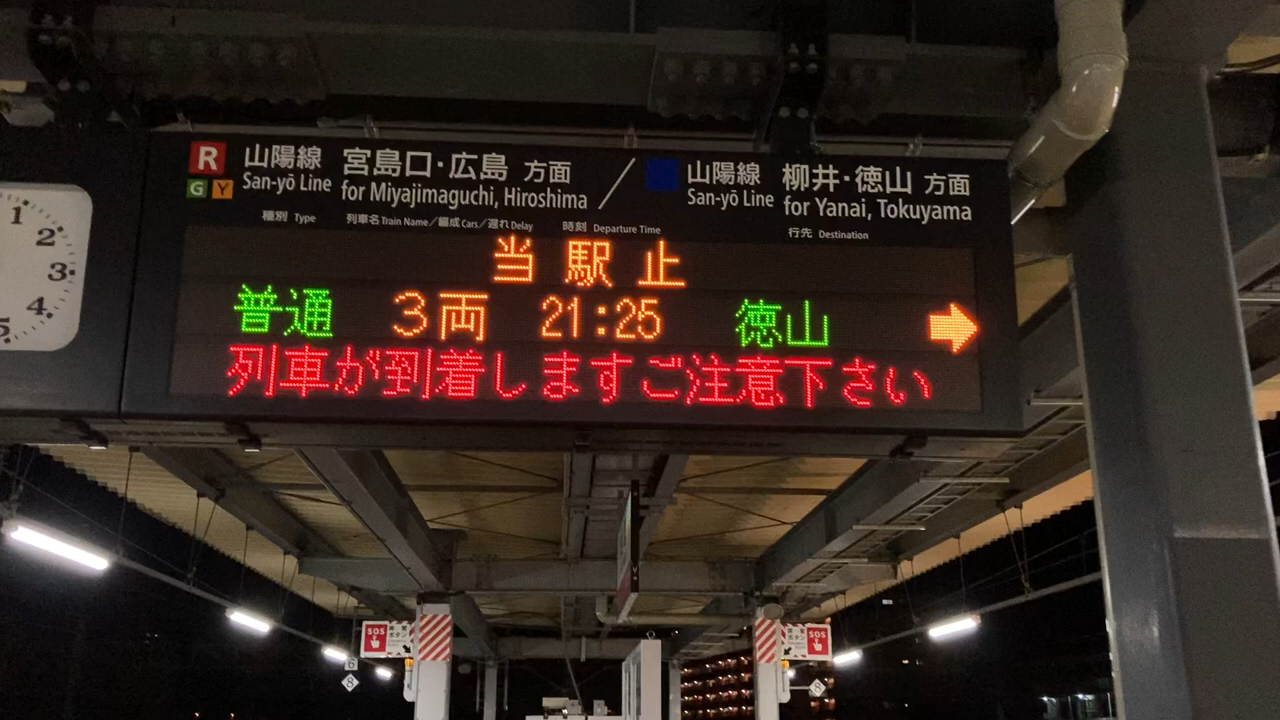 R 山陽線 宮島口・広島 方面 / 山陽線 柳井・徳山 方面
G Y San-yō Line for Miyajimaguchi, Hiroshima San-yō Line for Yanai, Tokuyama
種別 Type 列車名 Train Name/編成 Cars/遅れ Delay 時刻 Departure Time 行先 Destination
当駅止
普通 3両 21:25 徳山
列車が到着しますご注意下さい
1
2
3
4
5
SOS
SOS
6
8
8